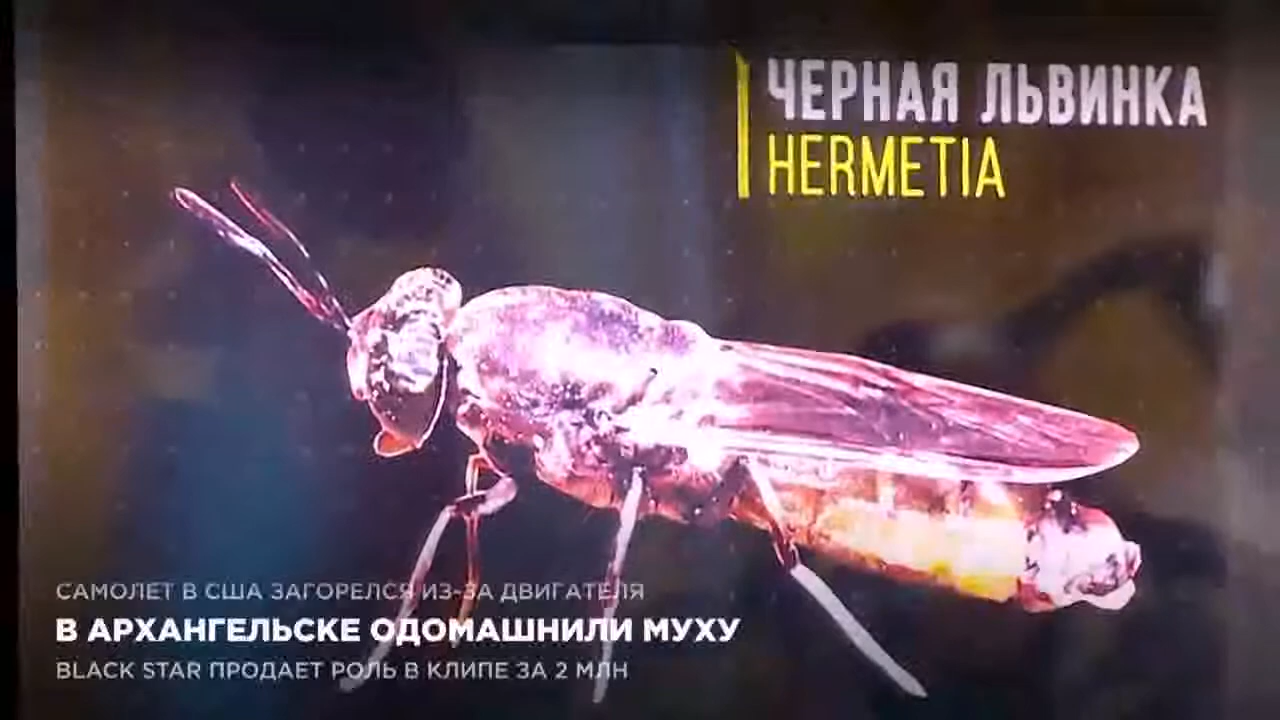 ЧЕРНАЯ ЛЬВИНКА
HERMETIA
САМОЛЕТ В США ЗАГОРЕЛСЯ ИЗ-ЗА ДВИГАТЕЛЯ
В АРХАНГЕЛЬСКЕ ОДОМАШНИЛИ МУХУ
BLACK STAR ПРОДАЕТ РОЛЬ В КЛИПЕ ЗА 2 МЛН